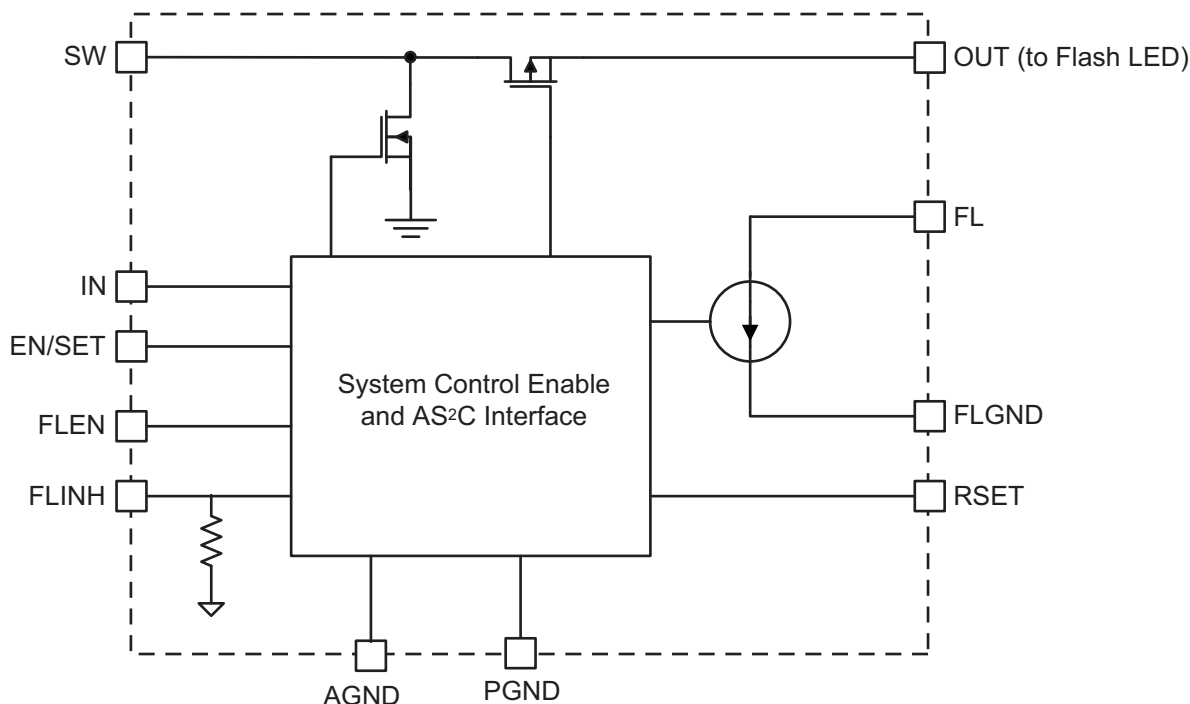 SW
OUT (to Flash LED)
FL
IN
EN/SET
System Control Enable
and AS²C Interface
FLEN
FLGND
FLINH
RSET
AGND
PGND